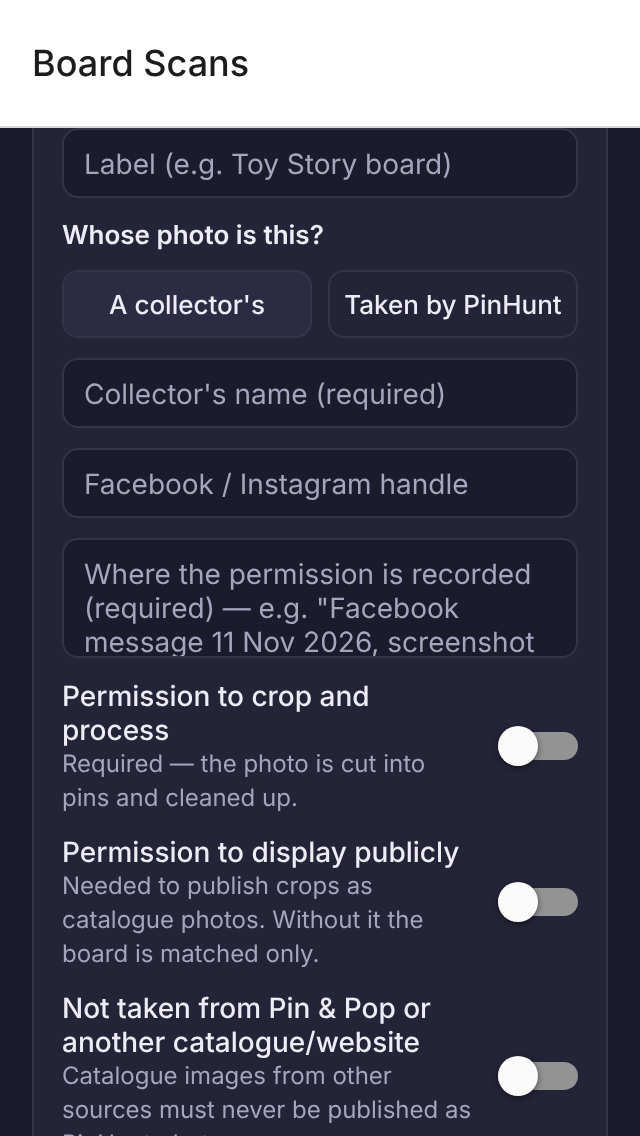 Board Scans
Label (e.g. Toy Story board)
Whose photo is this?
A collector's
Taken by PinHunt
Collector's name (required)
Facebook / Instagram handle
Where the permission is recorded
(required) — e.g. "Facebook
message 11 Nov 2026, screenshot
Permission to crop and
process
Required — the photo is cut into
pins and cleaned up.
Permission to display publicly
Needed to publish crops as
catalogue photos. Without it the
board is matched only.
Not taken from Pin & Pop or
another catalogue/website
Catalogue images from other
sources must never be published as